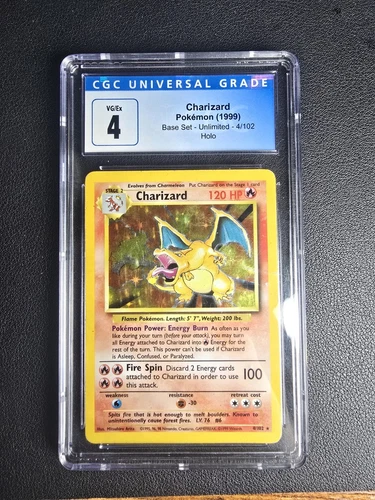 CGC UNIVERSAL GRADE
VG/Ex
4
Charizard
Pokémon (1999)
Base Set - Unlimited - 4/102
Holo
Evolves from Charmeleon Put Charizard on the Stage 1 card
STAGE 2
Charizard 120 HP
Flame Pokémon. Length: 5' 7", Weight: 200 lbs.
Pokémon Power: Energy Burn As often as you
like during your turn (before your attack), you may turn
all Energy attached to Charizard into Energy for the
rest of the turn. This power can't be used if Charizard
is Asleep, Confused, or Paralyzed.
Fire Spin Discard 2 Energy cards
attached to Charizard in order to use
this attack.
100
weakness resistance retreat cost
-30
Spits fire that is hot enough to melt boulders. Known to
unintentionally cause forest fires. LV. 76 #6
Illus. Mitsuhiro Arita
4/102